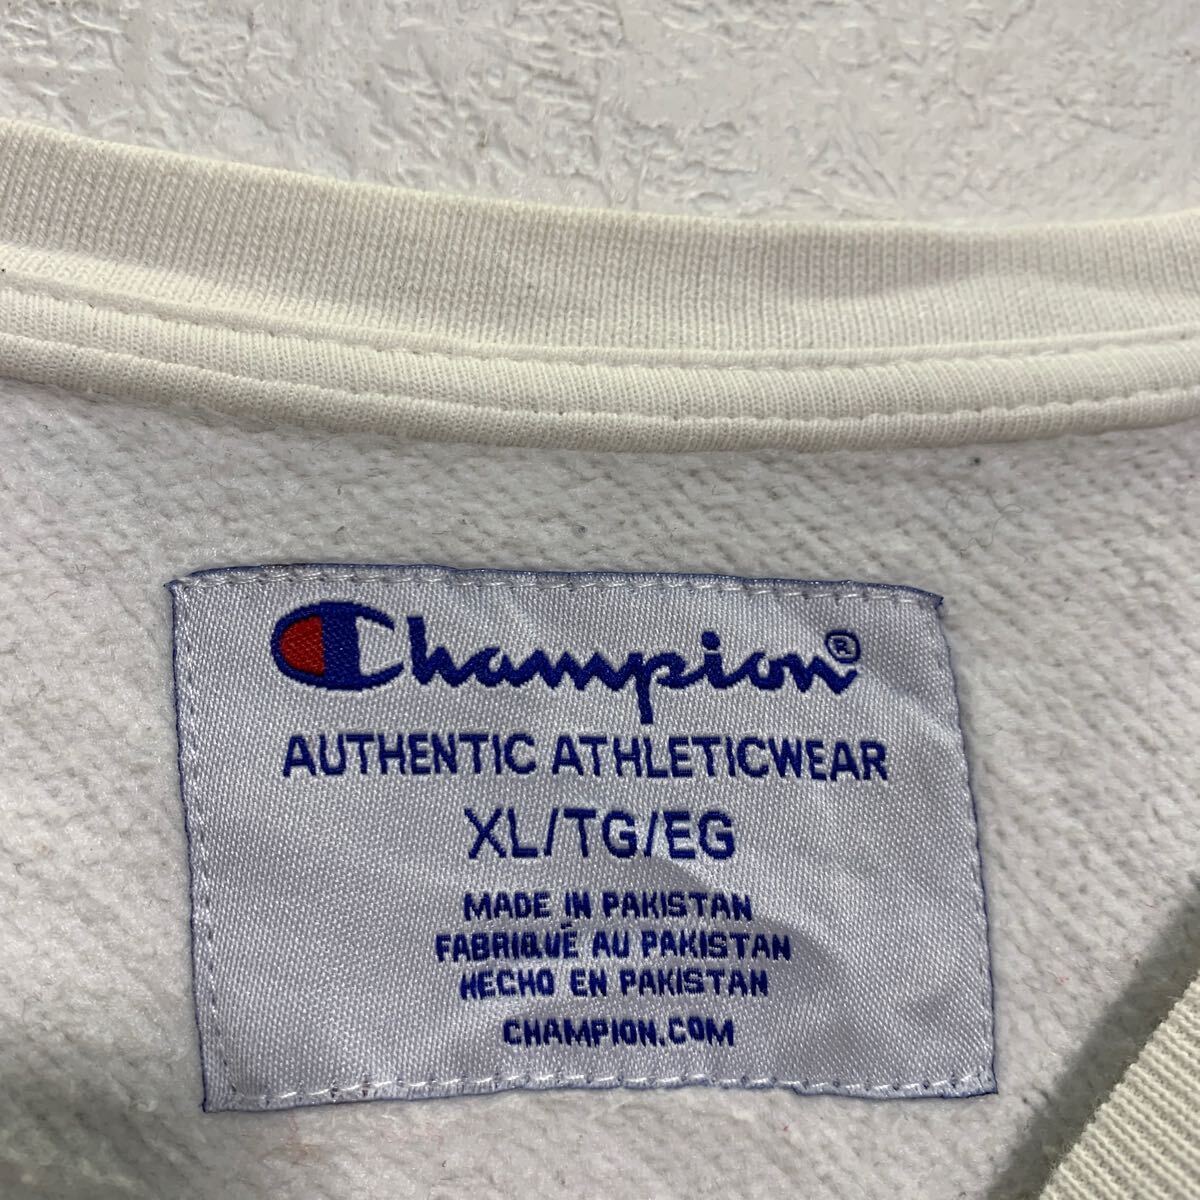 Champion®
AUTHENTIC ATHLETICWEAR
XL/TG/EG
MADE IN PAKISTAN
FABRIQUÉ AU PAKISTAN
HECHO EN PAKISTAN
CHAMPION.COM